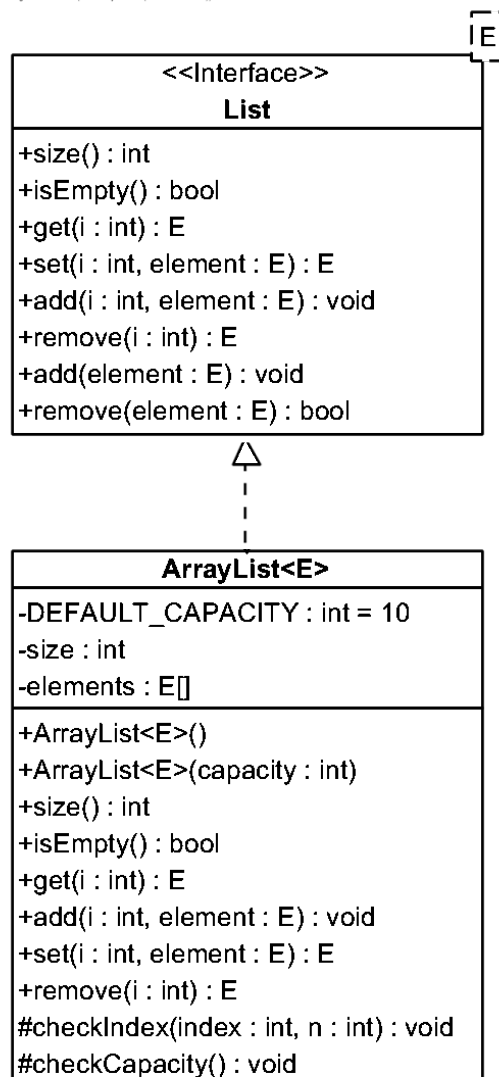 E
<<Interface>>
List
+size() : int
+isEmpty() : bool
+get(i : int) : E
+set(i : int, element : E) : E
+add(i : int, element : E) : void
+remove(i : int) : E
+add(element : E) : void
+remove(element : E) : bool
ArrayList<E>
-DEFAULT_CAPACITY : int = 10
-size : int
-elements : E[]
+ArrayList<E>()
+ArrayList<E>(capacity : int)
+size() : int
+isEmpty() : bool
+get(i : int) : E
+add(i : int, element : E) : void
+set(i : int, element : E) : E
+remove(i : int) : E
#checkIndex(index : int, n : int) : void
#checkCapacity() : void